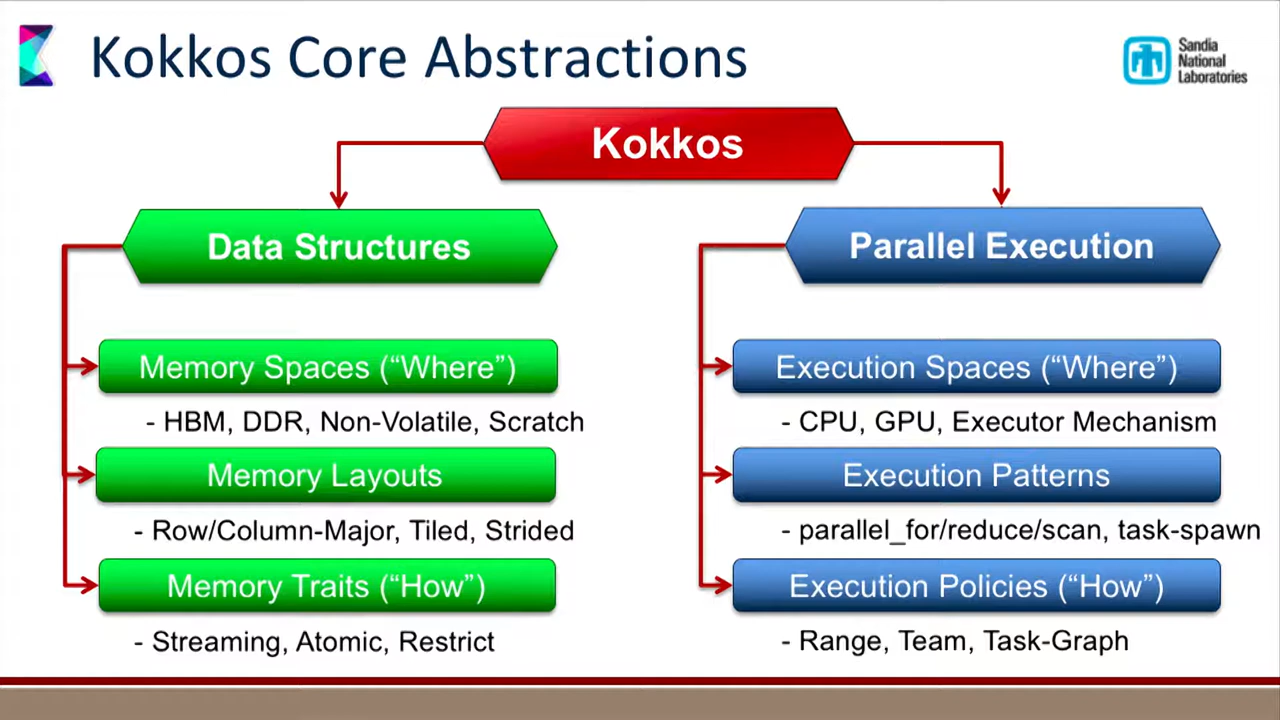 Kokkos Core Abstractions
Sandia
National
Laboratories
Kokkos
Data Structures
Memory Spaces (“Where”)
- HBM, DDR, Non-Volatile, Scratch
Memory Layouts
- Row/Column-Major, Tiled, Strided
Memory Traits (“How”)
- Streaming, Atomic, Restrict
Parallel Execution
Execution Spaces (“Where”)
- CPU, GPU, Executor Mechanism
Execution Patterns
- parallel_for/reduce/scan, task-spawn
Execution Policies (“How”)
- Range, Team, Task-Graph